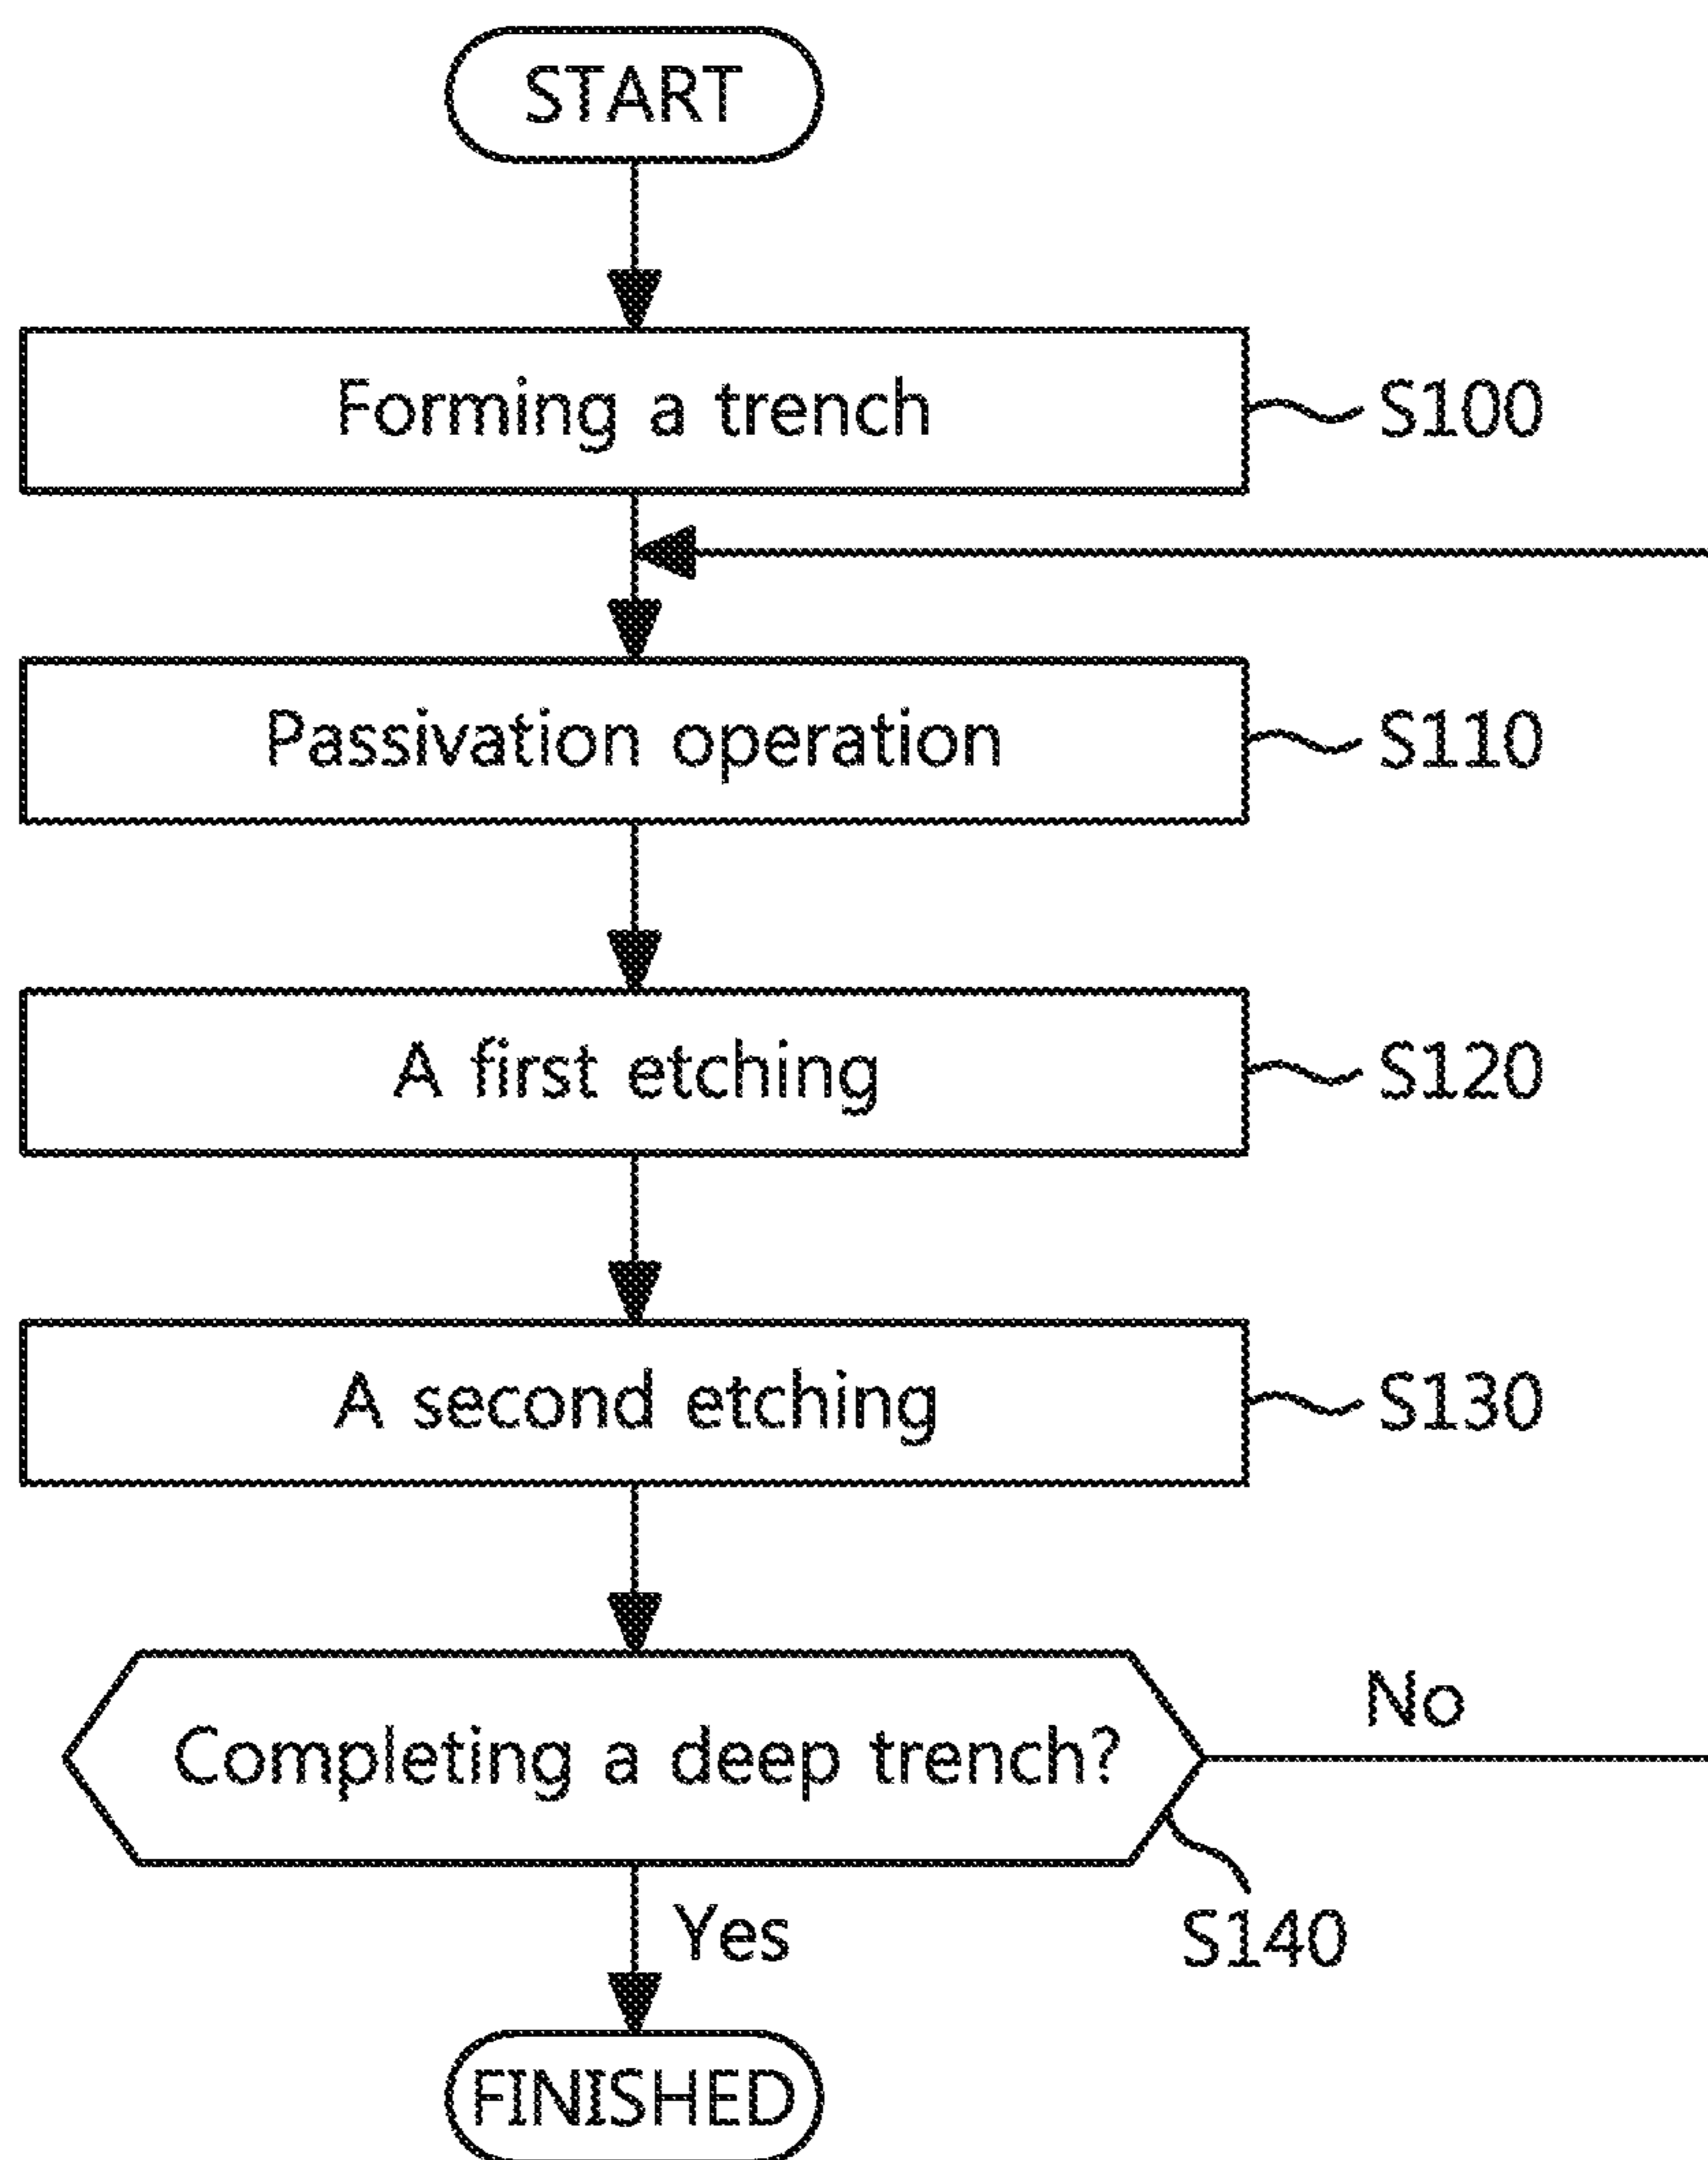 START
Forming a trench
S100
Passivation operation
S110
A first etching
S120
A second etching
S130
No
Completing a deep trench?
Yes
S140
FINISHED